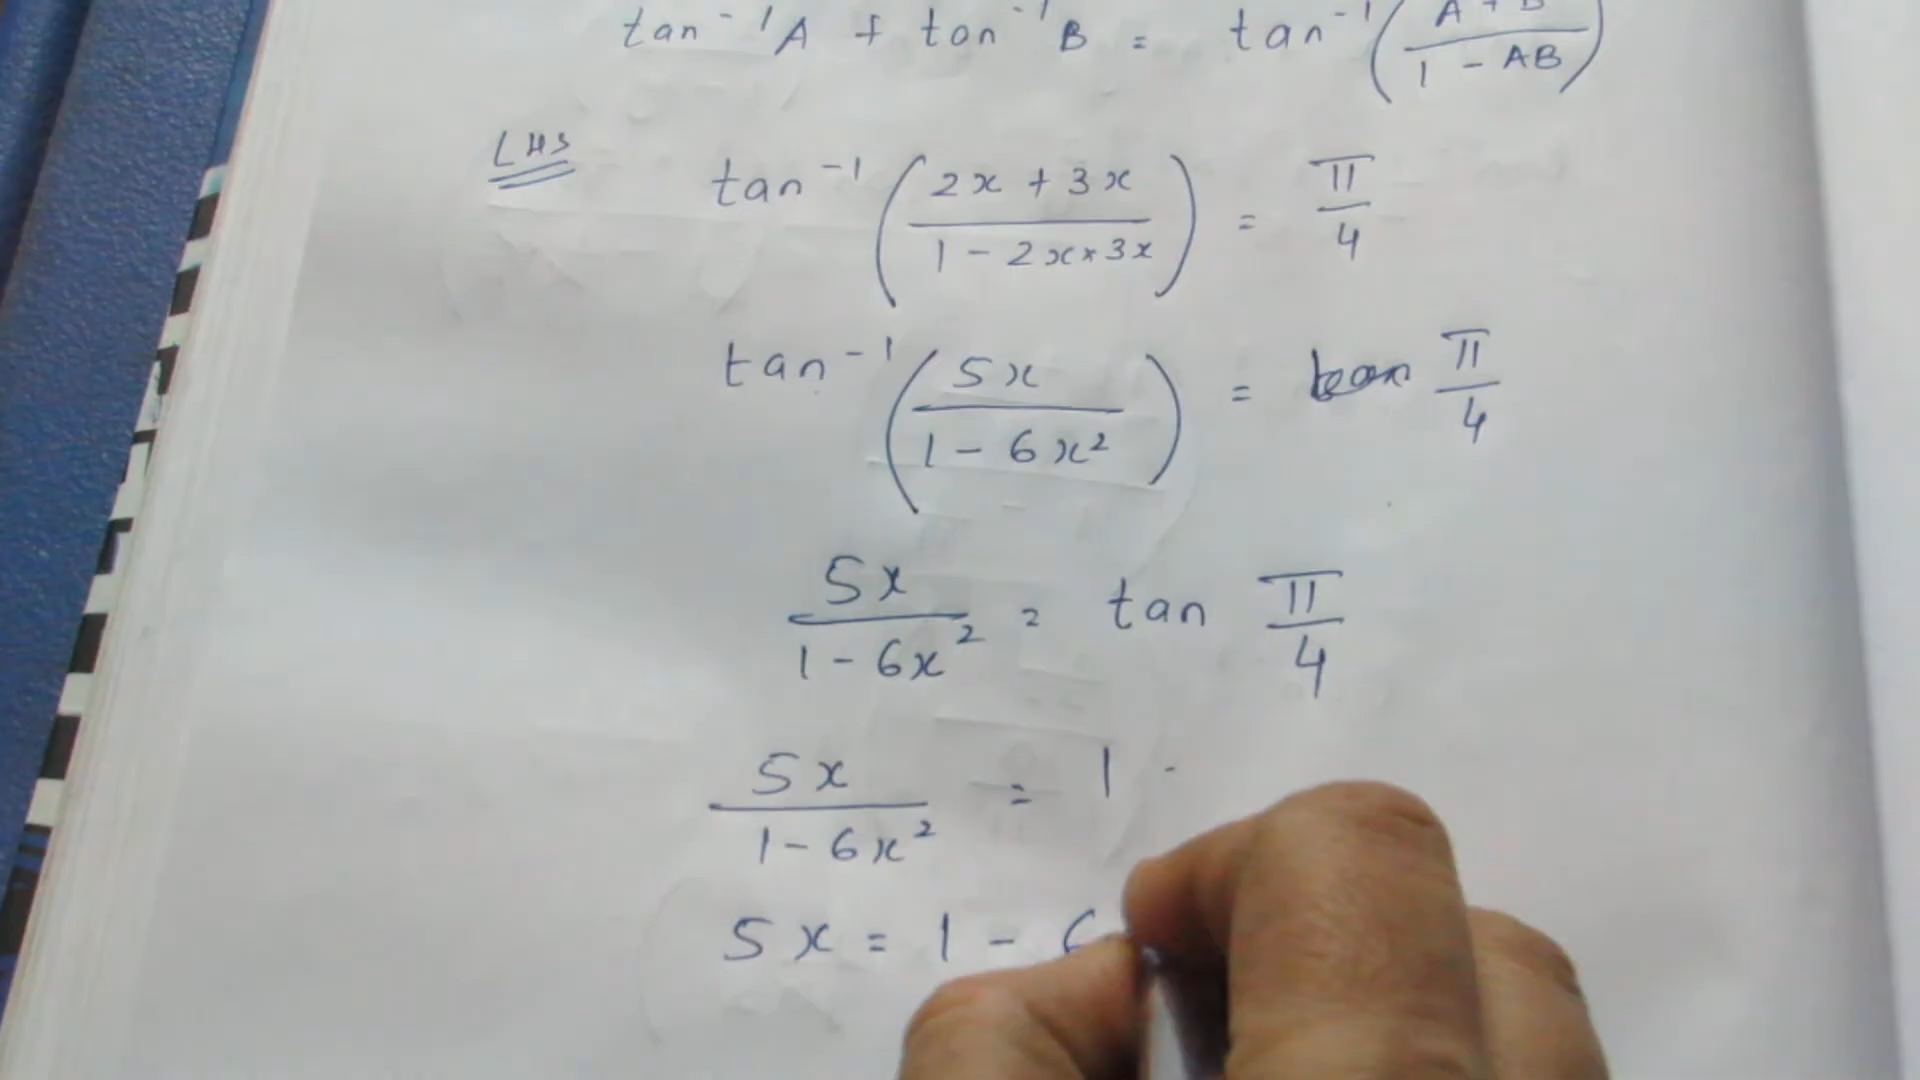 tan⁻¹A + tan⁻¹B = tan⁻¹(A + B / 1 - AB)
LHS tan⁻¹(2x + 3x / 1 - 2x×3x) = π/4
tan⁻¹(5x / 1 - 6x²) = π/4
5x / 1 - 6x² = tan π/4
5x / 1 - 6x² = 1
5x = 1 - 6